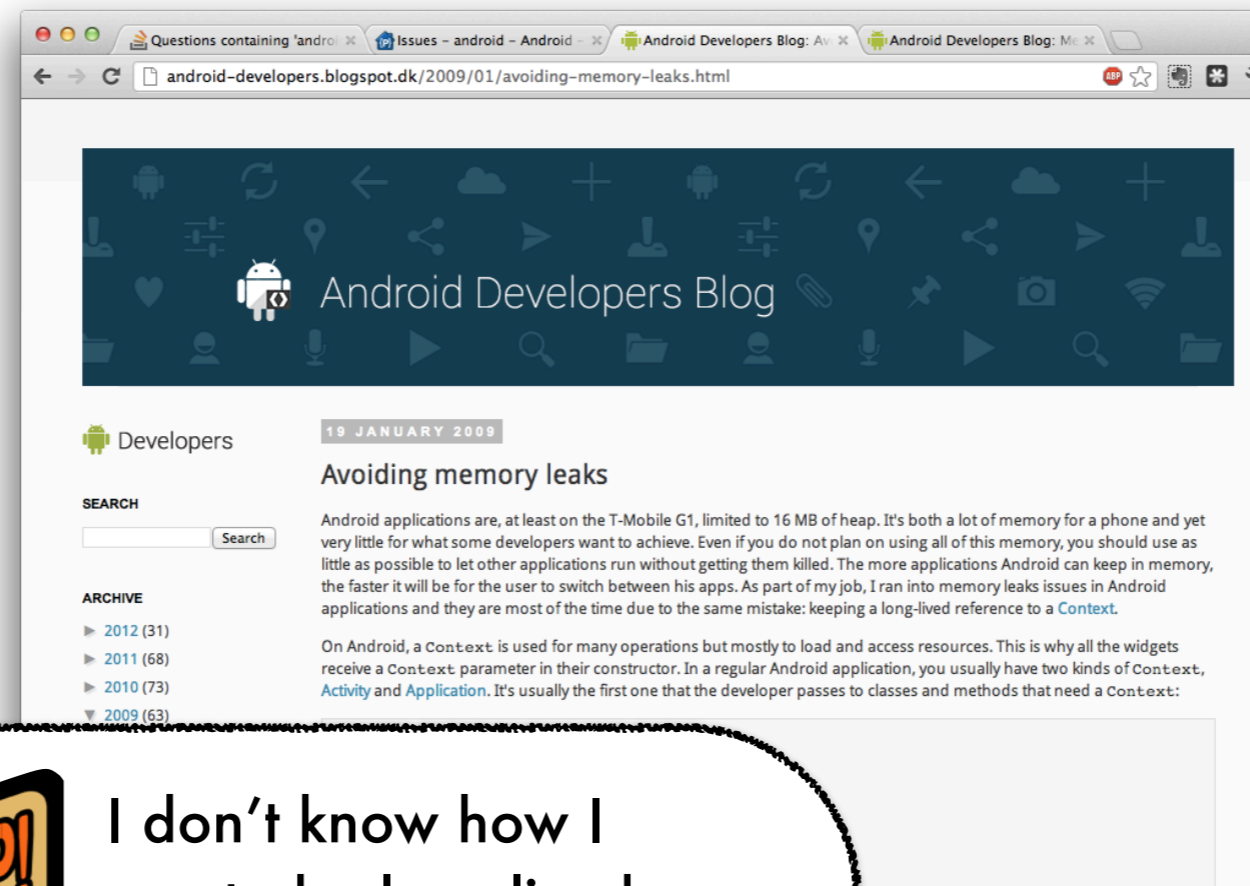 Questions containing 'androi
Issues - android - Android -
Android Developers Blog: Av
Android Developers Blog: Me
android-developers.blogspot.dk/2009/01/avoiding-memory-leaks.html
ABP
Android Developers Blog
Developers
SEARCH
Search
ARCHIVE
2012 (31)
2011 (68)
2010 (73)
2009 (63)
19 JANUARY 2009
Avoiding memory leaks
Android applications are, at least on the T-Mobile G1, limited to 16 MB of heap. It's both a lot of memory for a phone and yet
very little for what some developers want to achieve. Even if you do not plan on using all of this memory, you should use as
little as possible to let other applications run without getting them killed. The more applications Android can keep in memory,
the faster it will be for the user to switch between his apps. As part of my job, I ran into memory leaks issues in Android
applications and they are most of the time due to the same mistake: keeping a long-lived reference to a Context.
On Android, a Context is used for many operations but mostly to load and access resources. This is why all the widgets
receive a Context parameter in their constructor. In a regular Android application, you usually have two kinds of Context,
Activity and Application. It's usually the first one that the developer passes to classes and methods that need a Context:
I don't know how I